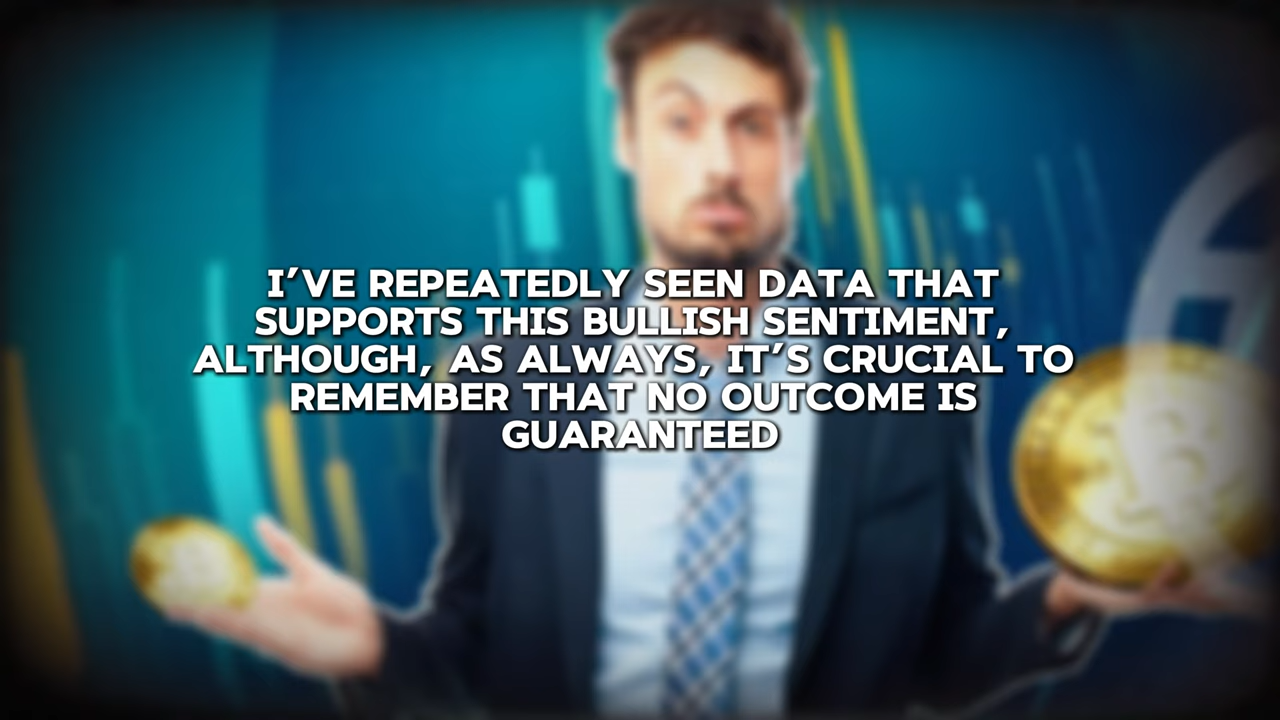 I'VE REPEATEDLY SEEN DATA THAT
SUPPORTS THIS BULLISH SENTIMENT,
ALTHOUGH, AS ALWAYS, IT'S CRUCIAL TO
REMEMBER THAT NO OUTCOME IS
GUARANTEED